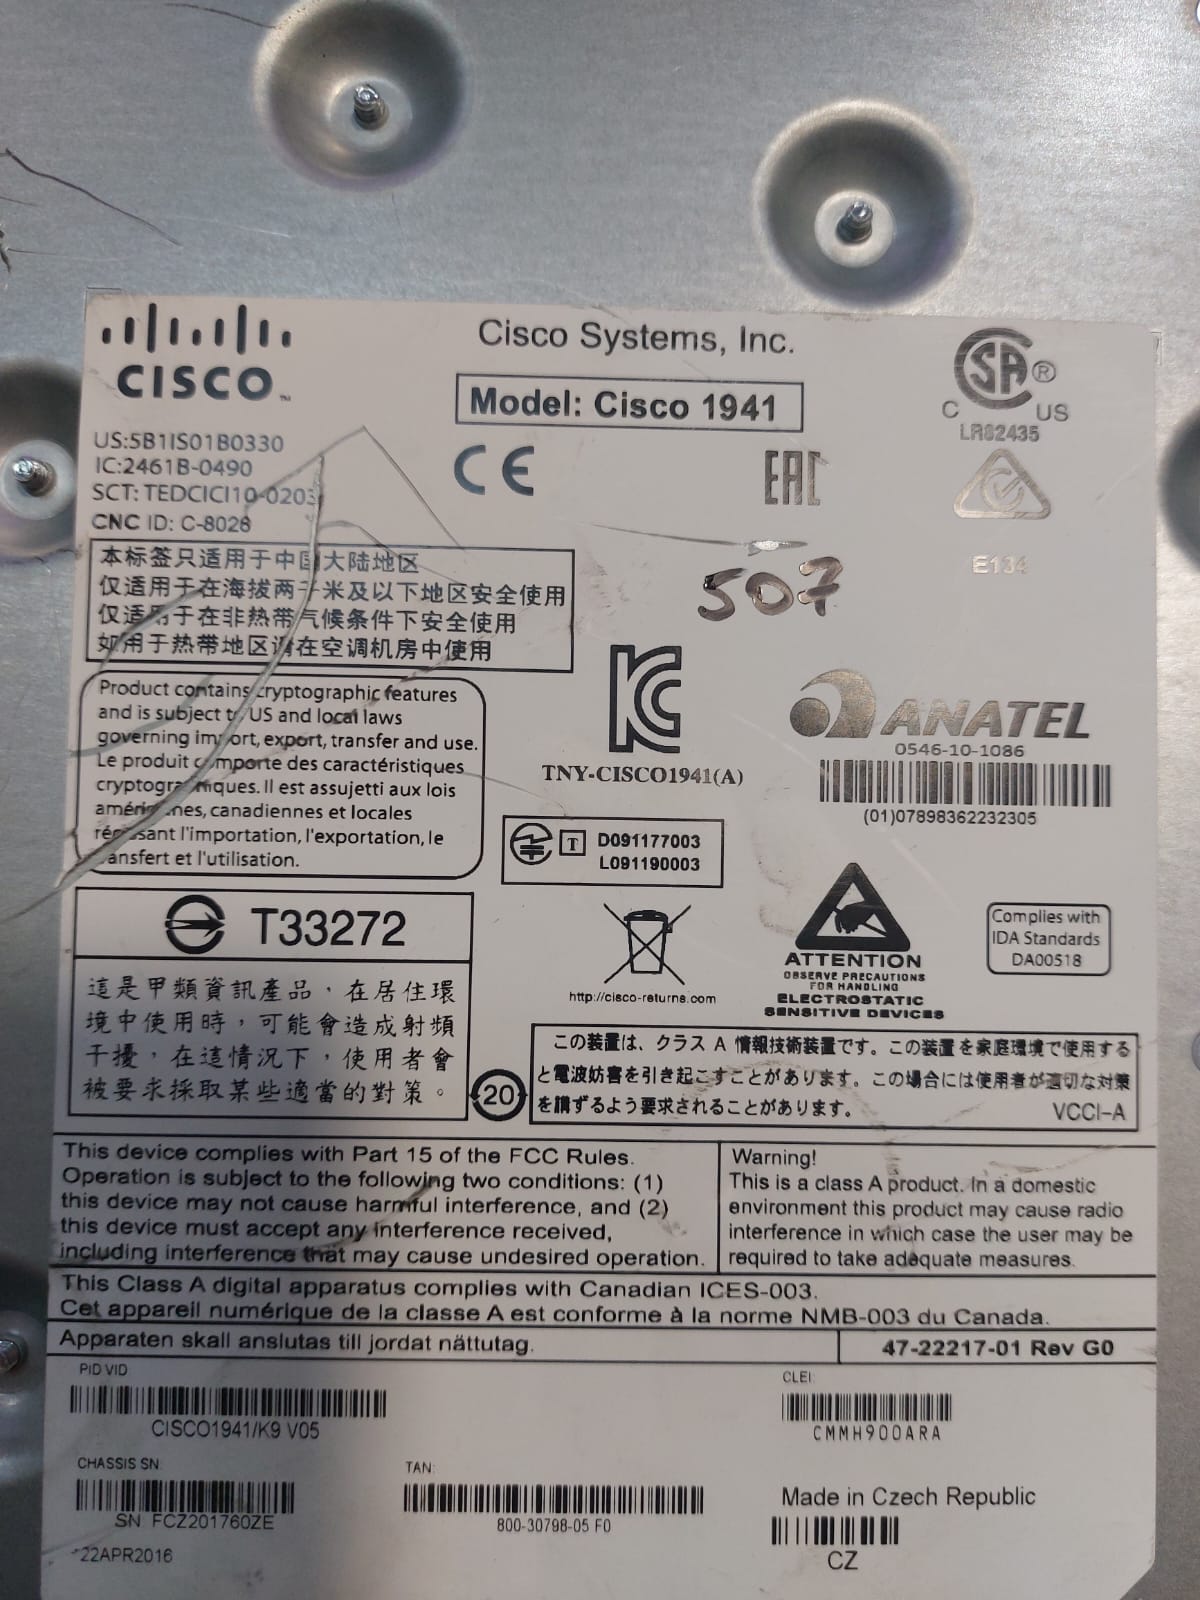 CISCO
Cisco Systems, Inc.
Model: Cisco 1941
SA
C US
LR82435
US:5B1IS01B0330
IC:2461B-0490
SCT: TEDCICI10-0203
CNC ID: C-8028
CE
EAC
E134
507
本标签只适用于中国大陆地区
仅适用于在海拔两千米及以下地区安全使用
仅适用于在非热带气候条件下安全使用
如用于热带地区请在空调机房中使用
Product contains cryptographic features
and is subject to US and local laws
governing import, export, transfer and use.
Le produit comporte des caractéristiques
cryptographiques. Il est assujetti aux lois
américaines, canadiennes et locales
régissant l'importation, l'exportation, le
transfert et l'utilisation.
KC
TNY-CISCO1941(A)
ANATEL
0546-10-1086
(01)07898362232305
T D091177003
L091190003
T33272
http://cisco-returns.com
ATTENTION
OBSERVE PRECAUTIONS
FOR HANDLING
ELECTROSTATIC
SENSITIVE DEVICES
Complies with
IDA Standards
DA00518
這是甲類資訊產品，在居住環
境中使用時，可能會造成射頻
干擾，在這情況下，使用者會
被要求採取某些適當的對策。
20
この装置は、クラス A 情報技術装置です。この装置を家庭環境で使用する
と電波妨害を引き起こすことがあります。この場合には使用者が適切な対策
を講ずるよう要求されることがあります。
VCCI-A
This device complies with Part 15 of the FCC Rules.
Operation is subject to the following two conditions: (1)
this device may not cause harmful interference, and (2)
this device must accept any interference received,
including interference that may cause undesired operation.
Warning!
This is a class A product. In a domestic
environment this product may cause radio
interference in which case the user may be
required to take adequate measures.
This Class A digital apparatus complies with Canadian ICES-003.
Cet appareil numérique de la classe A est conforme à la norme NMB-003 du Canada.
Apparaten skall anslutas till jordat nättutag.
47-22217-01 Rev G0
PID VID
CISCO1941/K9 V05
CLEI:
CMMH900ARA
CHASSIS SN:
SN FCZ201760ZE
22APR2016
TAN:
800-30798-05 F0
Made in Czech Republic
CZ